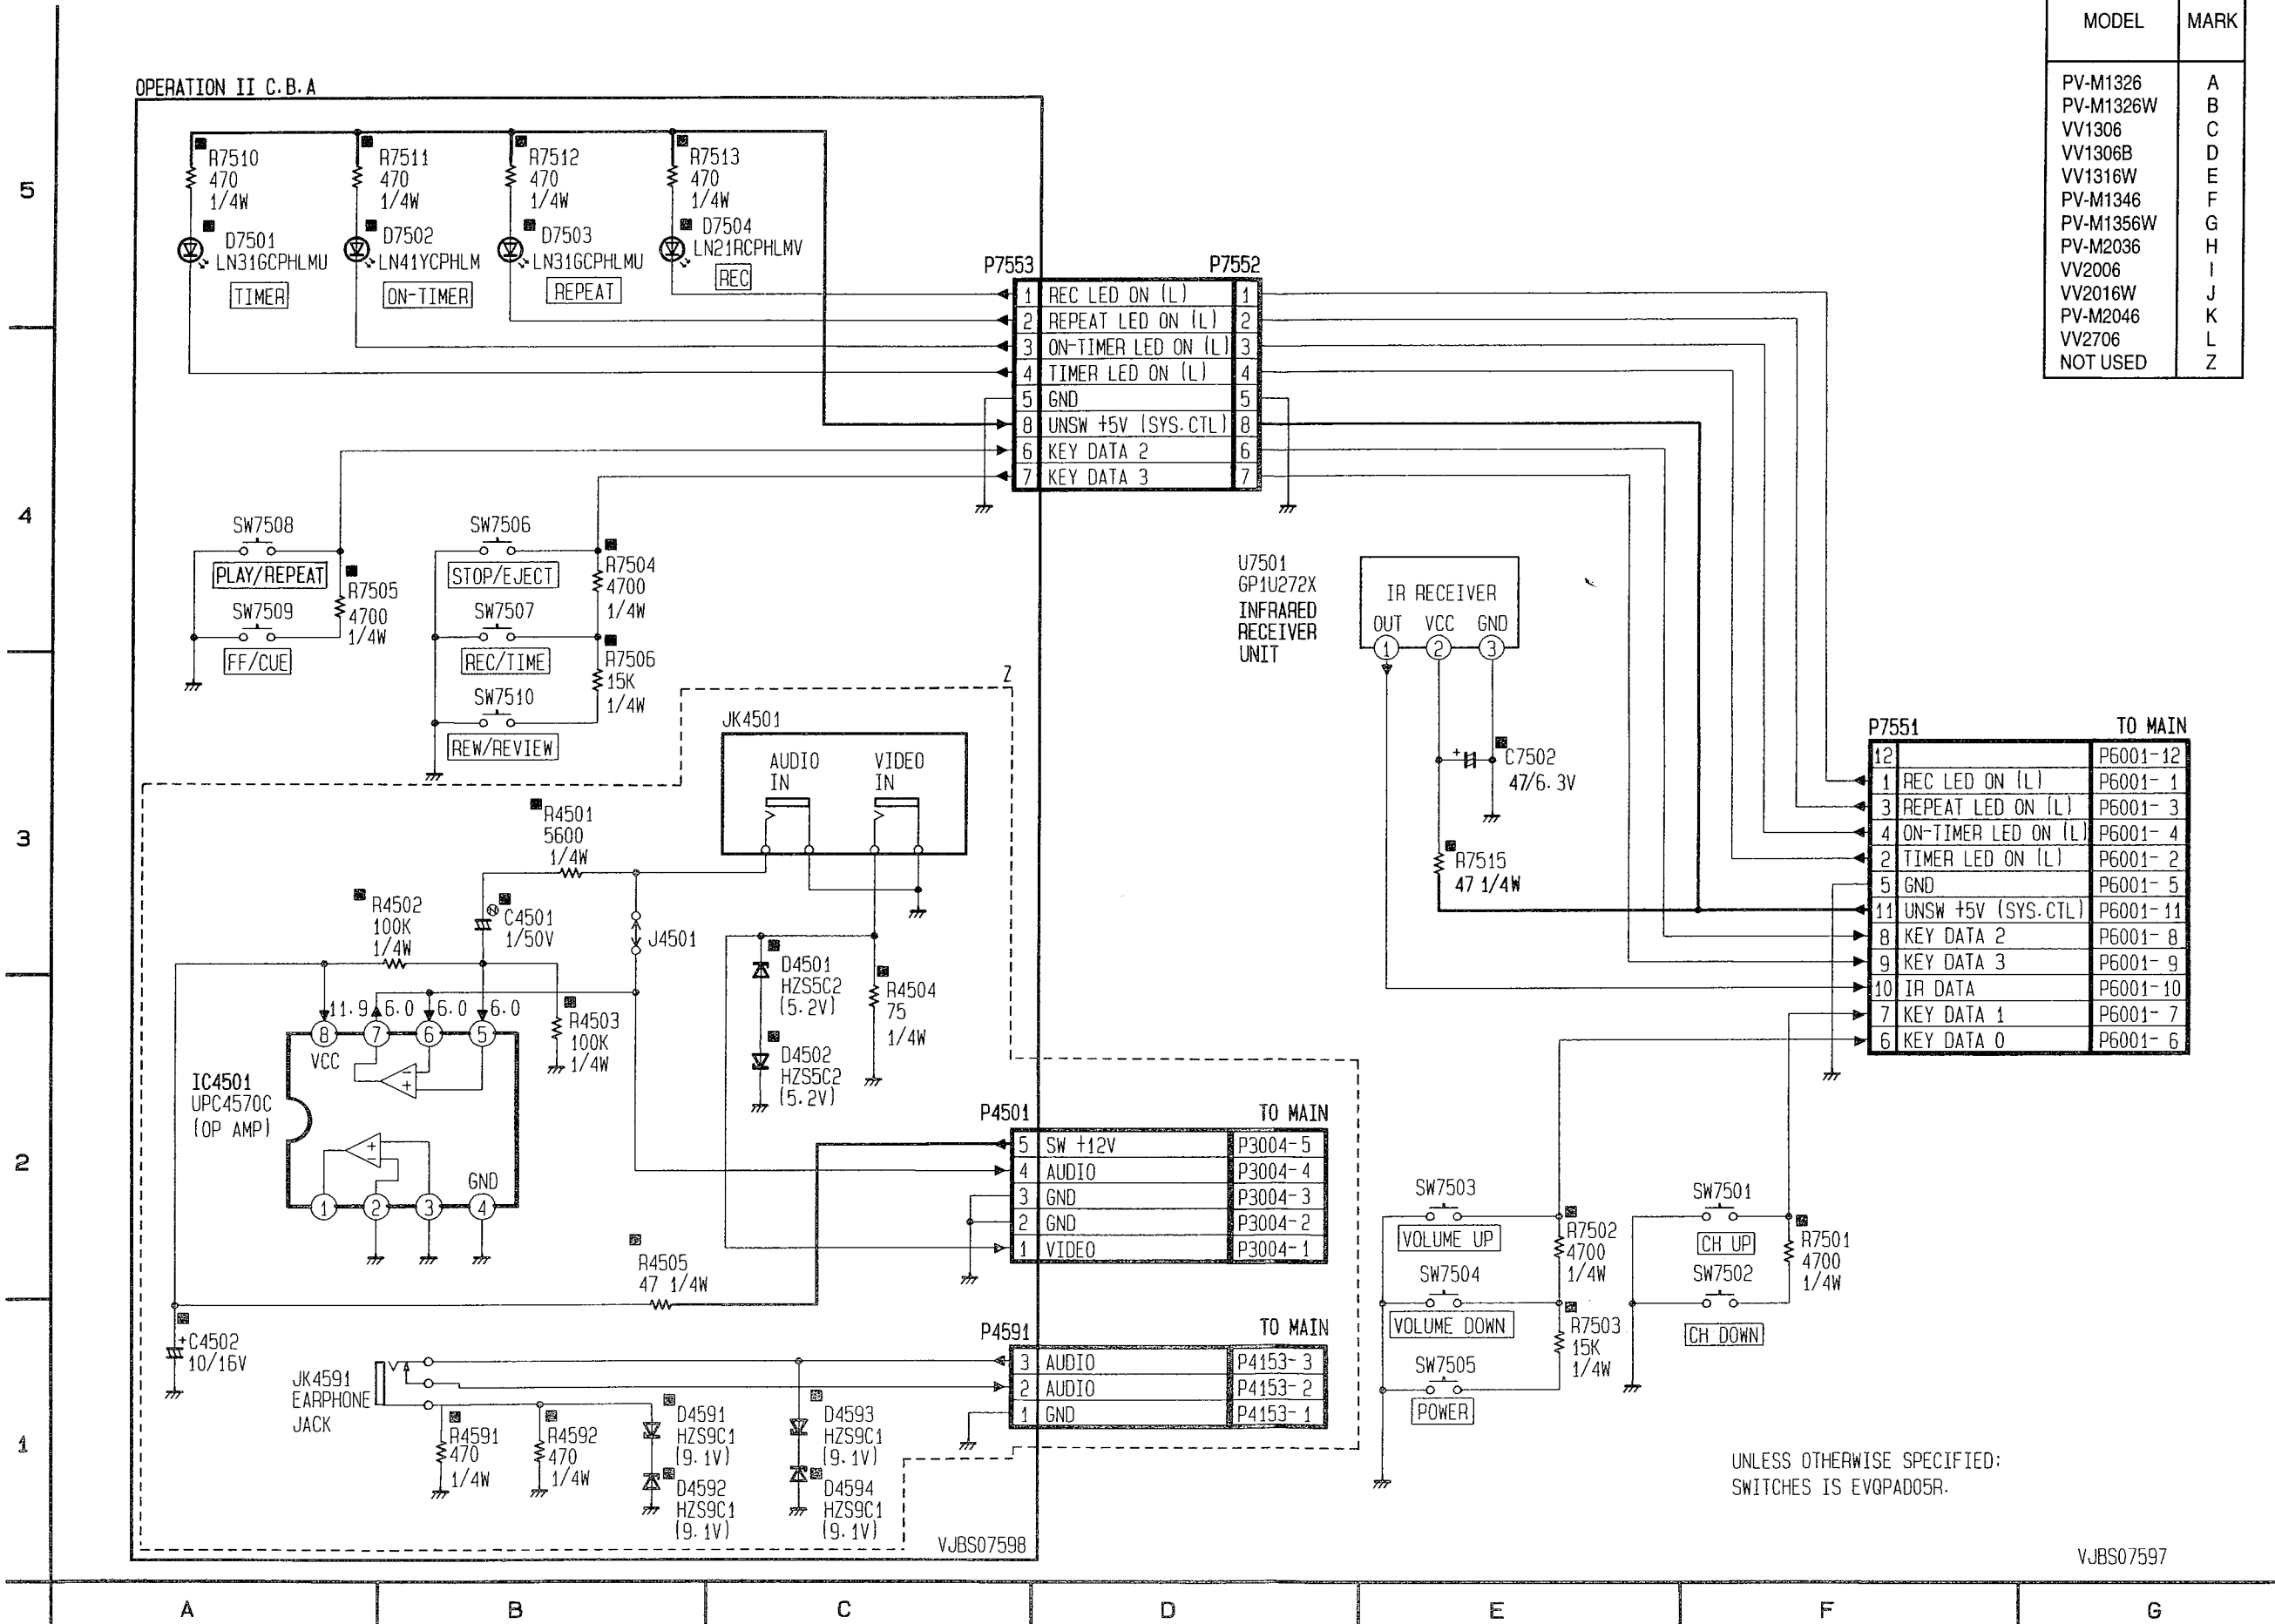 MODEL MARK
PV-M1326 A
PV-M1326W B
VV1306 C
VV1306B D
VV1316W E
PV-M1346 F
PV-M1356W G
PV-M2036 H
VV2006 I
VV2016W J
PV-M2046 K
VV2706 L
NOT USED Z
OPERATION II C.B.A
R7510
470
1/4W
R7511
470
1/4W
R7512
470
1/4W
R7513
470
1/4W
D7501
LN31GCPHLMU
TIMER
D7502
LN41YCPHLM
ON-TIMER
D7503
LN31GCPHLMU
REPEAT
D7504
LN21RCPHLMV
REC
5
P7553 P7552
1 REC LED ON (L) 1
2 REPEAT LED ON (L) 2
3 ON-TIMER LED ON (L) 3
4 TIMER LED ON (L) 4
5 GND 5
8 UNSW +5V (SYS.CTL) 8
6 KEY DATA 2 6
7 KEY DATA 3 7
4
SW7508
PLAY/REPEAT
SW7509
FF/CUE
R7505
4700
1/4W
SW7506
STOP/EJECT
SW7507
REC/TIME
SW7510
REW/REVIEW
R7504
4700
1/4W
R7506
15K
1/4W
U7501
GP1U272X
INFRARED
RECEIVER
UNIT
IR RECEIVER
OUT VCC GND
1 2 3
+
C7502
47/6.3V
R7515
47 1/4W
Z
JK4501
AUDIO
IN
VIDEO
IN
3
R4501
5600
1/4W
R4502
100K
1/4W
N
C4501
1/50V
J4501
D4501
HZS5C2
(5.2V)
D4502
HZS5C2
(5.2V)
R4504
75
1/4W
R4503
100K
1/4W
11.9 6.0 6.0 6.0
8 7 6 5
VCC
- +
IC4501
UPC4570C
(OP AMP)
+ -
GND
1 2 3 4
P7551 TO MAIN
12 P6001-12
1 REC LED ON (L) P6001- 1
3 REPEAT LED ON (L) P6001- 3
4 ON-TIMER LED ON (L) P6001- 4
2 TIMER LED ON (L) P6001- 2
5 GND P6001- 5
11 UNSW +5V (SYS.CTL) P6001-11
8 KEY DATA 2 P6001- 8
9 KEY DATA 3 P6001- 9
10 IR DATA P6001-10
7 KEY DATA 1 P6001- 7
6 KEY DATA 0 P6001- 6
2
P4501 TO MAIN
5 SW +12V P3004-5
4 AUDIO P3004-4
3 GND P3004-3
2 GND P3004-2
1 VIDEO P3004-1
R4505
47 1/4W
+
C4502
10/16V
SW7503
VOLUME UP
SW7504
VOLUME DOWN
SW7505
POWER
R7502
4700
1/4W
R7503
15K
1/4W
SW7501
CH UP
SW7502
CH DOWN
R7501
4700
1/4W
P4591 TO MAIN
3 AUDIO P4153-3
2 AUDIO P4153-2
1 GND P4153-1
1
JK4591
EARPHONE
JACK
R4591
470
1/4W
R4592
470
1/4W
D4591
HZS9C1
(9.1V)
D4592
HZS9C1
(9.1V)
D4593
HZS9C1
(9.1V)
D4594
HZS9C1
(9.1V)
UNLESS OTHERWISE SPECIFIED;
SWITCHES IS EVQPAD05R.
VJBS07598
VJBS07597
A B C D E F G